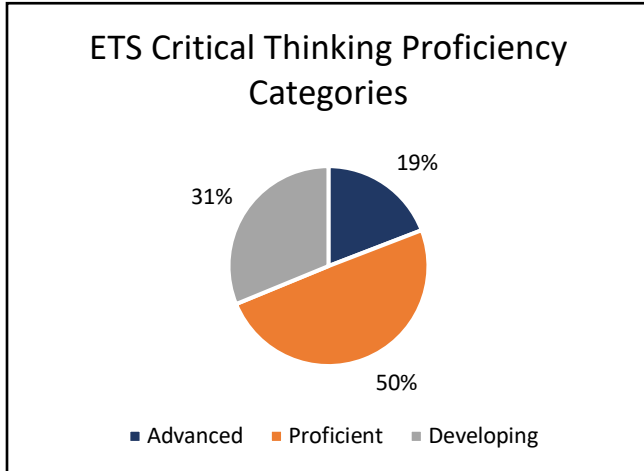 ETS Critical Thinking Proficiency
Categories
19%
31%
50%
Advanced Proficient Developing